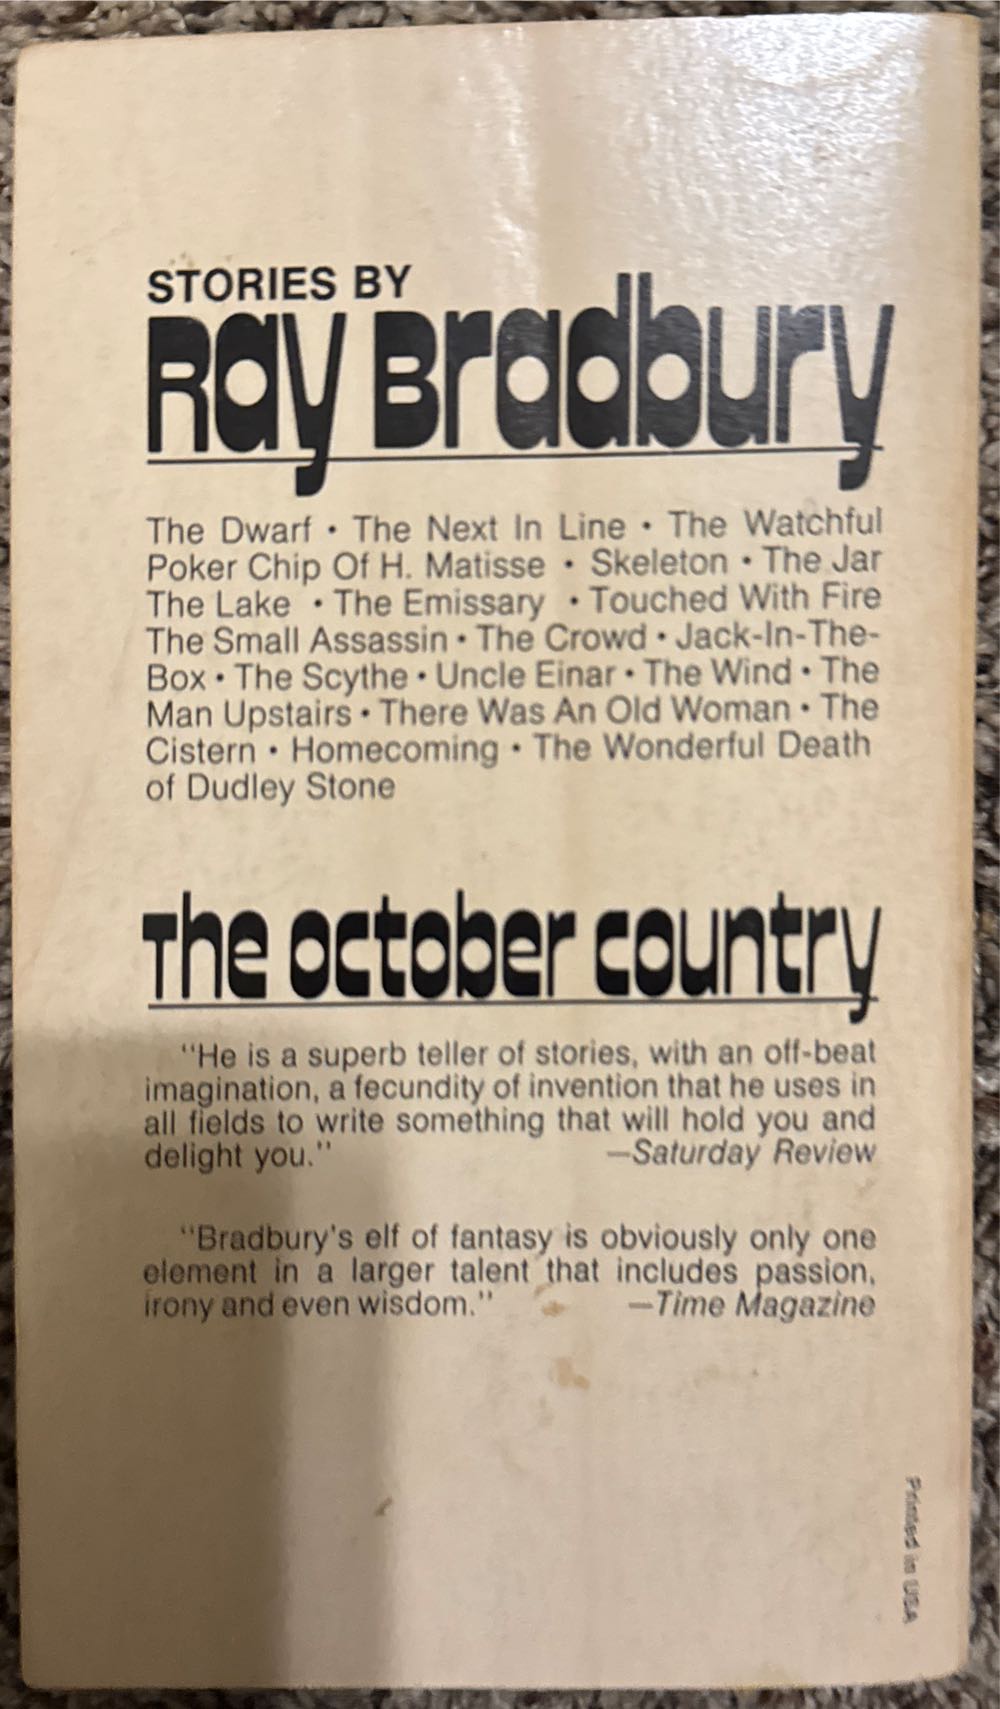 STORIES BY
Ray Bradbury
The Dwarf • The Next In Line • The Watchful
Poker Chip Of H. Matisse • Skeleton • The Jar
The Lake • The Emissary • Touched With Fire
The Small Assassin • The Crowd • Jack-In-The-
Box • The Scythe • Uncle Einar • The Wind • The
Man Upstairs • There Was An Old Woman • The
Cistern • Homecoming • The Wonderful Death
of Dudley Stone
The October Country
"He is a superb teller of stories, with an off-beat
imagination, a fecundity of invention that he uses in
all fields to write something that will hold you and
delight you." —Saturday Review
"Bradbury's elf of fantasy is obviously only one
element in a larger talent that includes passion,
irony and even wisdom." —Time Magazine
Printed in USA